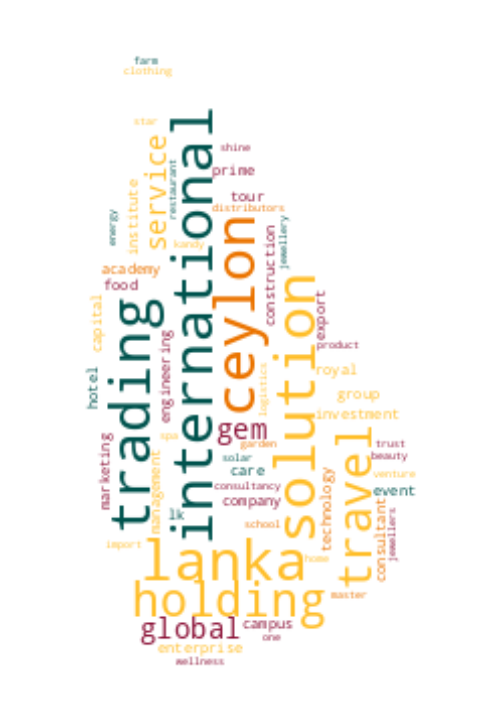 farm
clothing
star
shine
international
service
restaurant
prime
institute
tour
distributors
energy
jewellery
kandy
ceylon
construction
academy
food
solution
export
capital
trading
engineering
product
logistics
royal
hotel
group
investment
gem
marketing
spa
garden
travel
trust
solar
beauty
management
care
venture
consultancy
event
company
technology
consultant
jewellers
school
import
lanka
home
holding
master
global
campus
one
enterprise
wellness